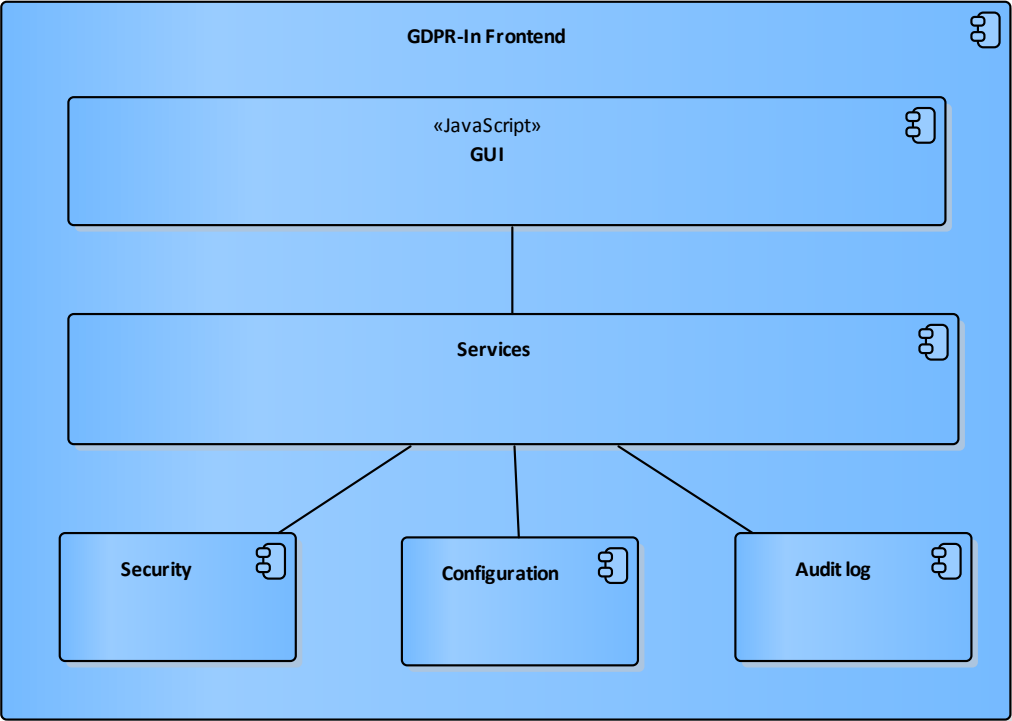 GDPR-In Frontend
«JavaScript»
GUI
Services
Security
Configuration
Audit log